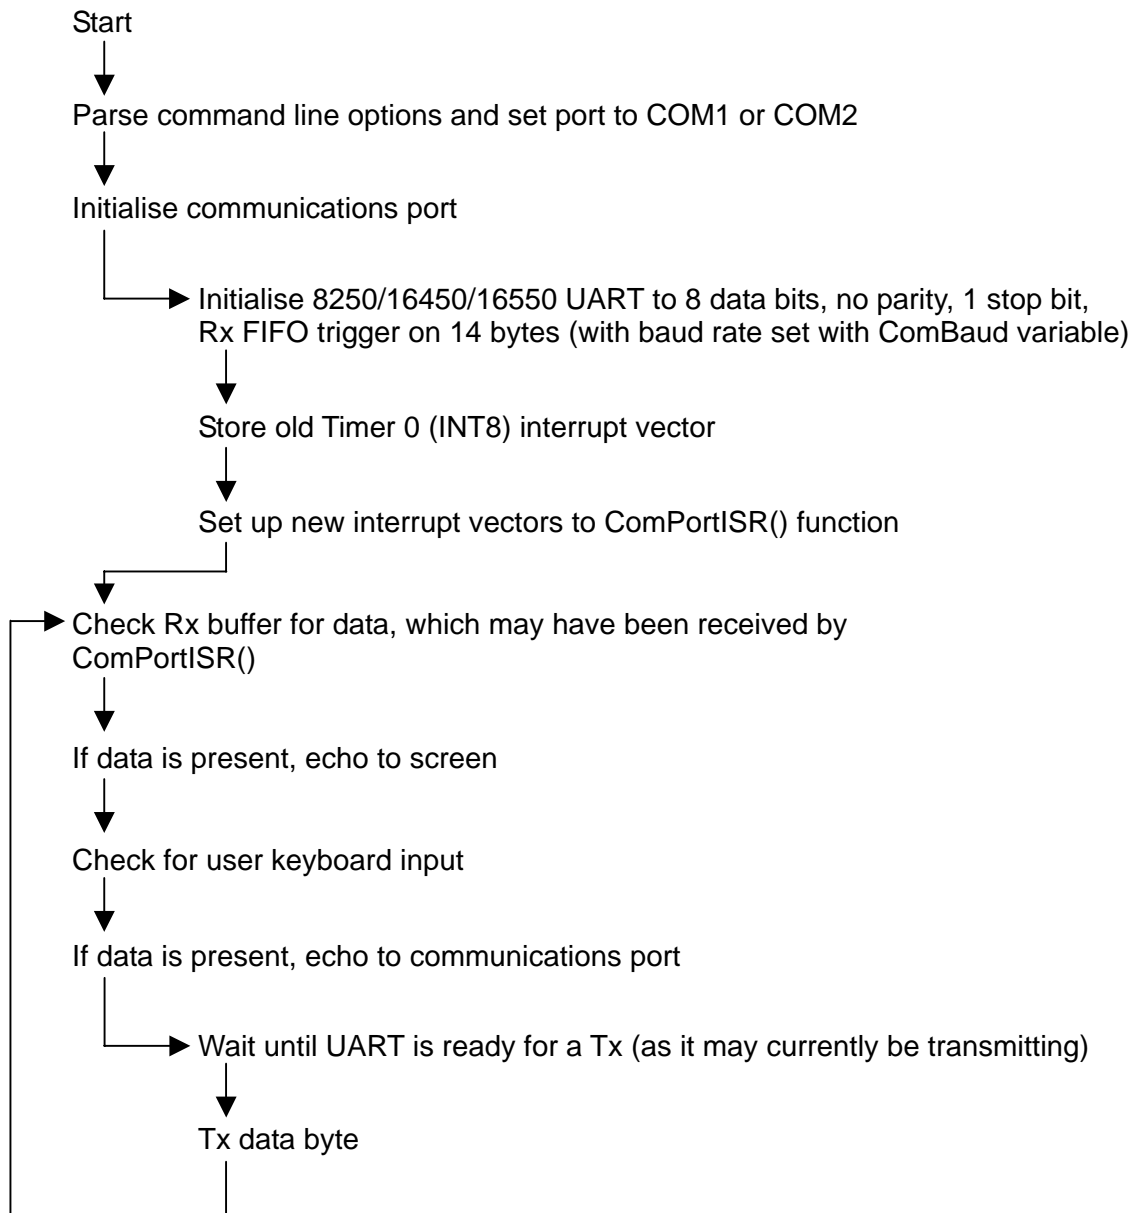 Start
Parse command line options and set port to COM1 or COM2
Initialise communications port
Initialise 8250/16450/16550 UART to 8 data bits, no parity, 1 stop bit,
Rx FIFO trigger on 14 bytes (with baud rate set with ComBaud variable)
Store old Timer 0 (INT8) interrupt vector
Set up new interrupt vectors to ComPortISR() function
Check Rx buffer for data, which may have been received by
ComPortISR()
If data is present, echo to screen
Check for user keyboard input
If data is present, echo to communications port
Wait until UART is ready for a Tx (as it may currently be transmitting)
Tx data byte